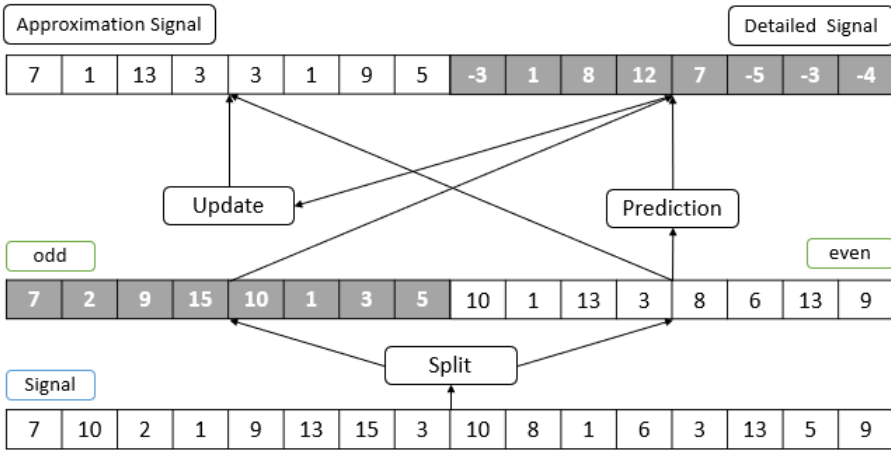 Approximation Signal
Detailed Signal
7 1 13 3 3 1 9 5 -3 1 8 12 7 -5 -3 -4
Update
Prediction
odd
even
7 2 9 15 10 1 3 5 10 1 13 3 8 6 13 9
Split
Signal
7 10 2 1 9 13 15 3 10 8 1 6 3 13 5 9